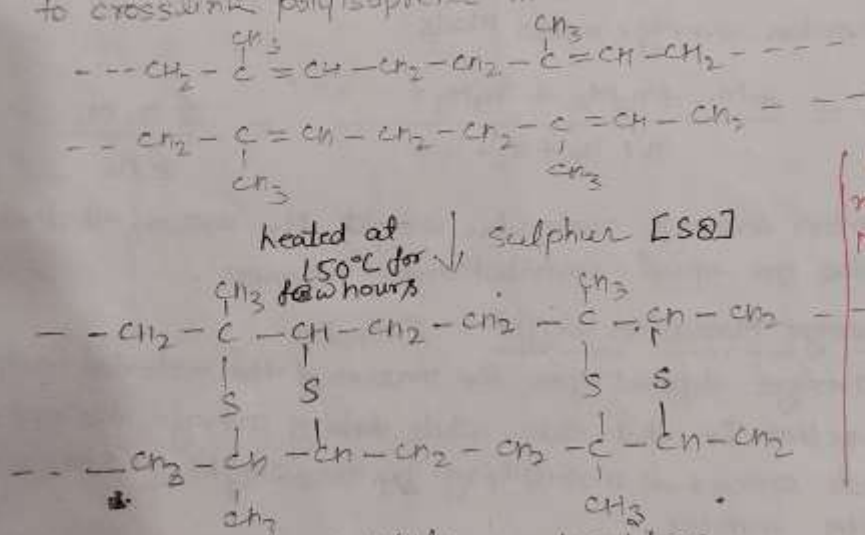 to crosslink polyisoprene
CH3 CH3
- - - CH2 - C = CH - CH2 - CH2 - C = CH - CH2 - - - -
- - CH2 - C = CH - CH2 - CH2 - C = CH - CH2 - - -
CH3 CH3
heated at sulphur [S8]
150°C for
few hours
CH3 CH3
- - CH2 - C - CH - CH2 - CH2 - C - CH - CH2 - -
S S S S
- - - CH3 - CH - CH - CH2 - CH2 - C - CH - CH2
CH3 CH3